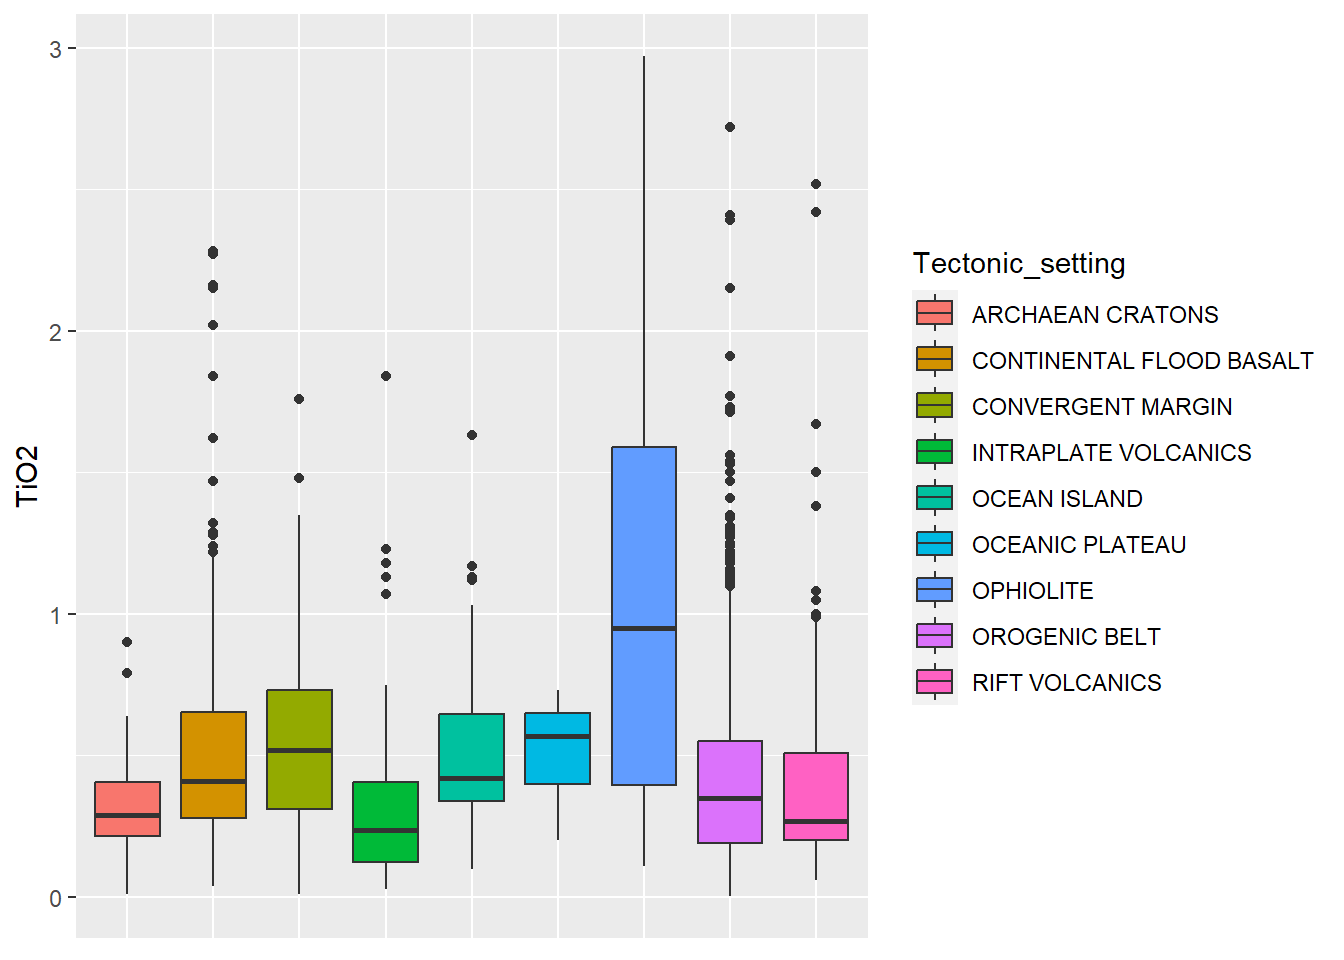 3
2
1
0
TiO2
Tectonic_setting
ARCHAEAN CRATONS
CONTINENTAL FLOOD BASALT
CONVERGENT MARGIN
INTRAPLATE VOLCANICS
OCEAN ISLAND
OCEANIC PLATEAU
OPHIOLITE
OROGENIC BELT
RIFT VOLCANICS